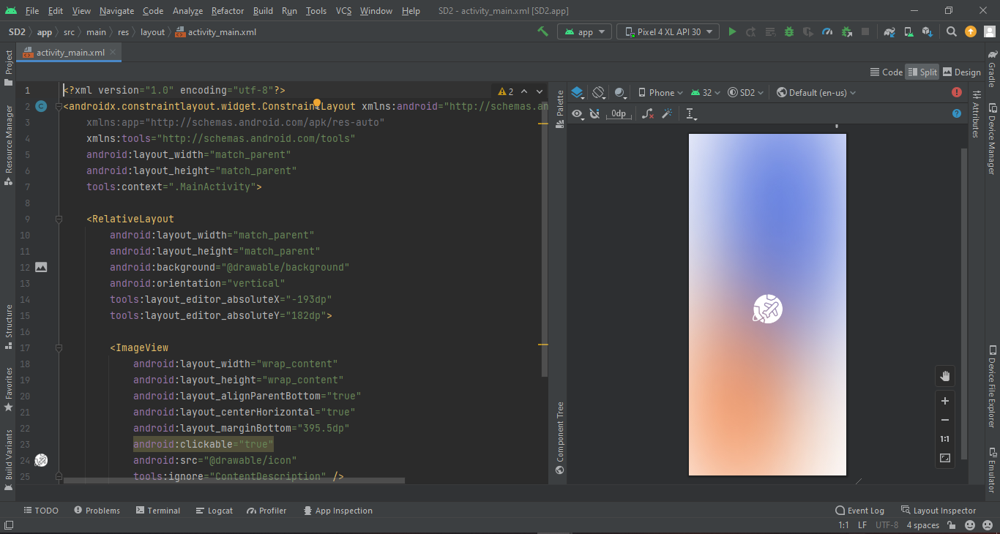 File Edit View Navigate Code Analyze Refactor Build Run Tools VCS Window Help SD2 - activity_main.xml [SD2.app]
SD2 app src main res layout activity_main.xml app Pixel 4 XL API 30
activity_main.xml
Code Split Design
Project
Resource Manager
Structure
Favorites
Build Variants
1 <?xml version="1.0" encoding="utf-8"?> 2
2 <androidx.constraintlayout.widget.ConstraintLayout xmlns:android="http://schemas.an
3 xmlns:app="http://schemas.android.com/apk/res-auto"
4 xmlns:tools="http://schemas.android.com/tools"
5 android:layout_width="match_parent"
6 android:layout_height="match_parent"
7 tools:context=".MainActivity">
8
9 <RelativeLayout
10 android:layout_width="match_parent"
11 android:layout_height="match_parent"
12 android:background="@drawable/background"
13 android:orientation="vertical"
14 tools:layout_editor_absoluteX="-193dp"
15 tools:layout_editor_absoluteY="182dp">
16
17 <ImageView
18 android:layout_width="wrap_content"
19 android:layout_height="wrap_content"
20 android:layout_alignParentBottom="true"
21 android:layout_centerHorizontal="true"
22 android:layout_marginBottom="395.5dp"
23 android:clickable="true"
24 android:src="@drawable/icon"
25 tools:ignore="ContentDescription" />
Palette
Component Tree
Phone 32 SD2 Default (en-us)
0dp
1:1
Attributes
Gradle
Device Manager
Device File Explorer
Emulator
TODO Problems Terminal Logcat Profiler App Inspection Event Log Layout Inspector
1:1 LF UTF-8 4 spaces